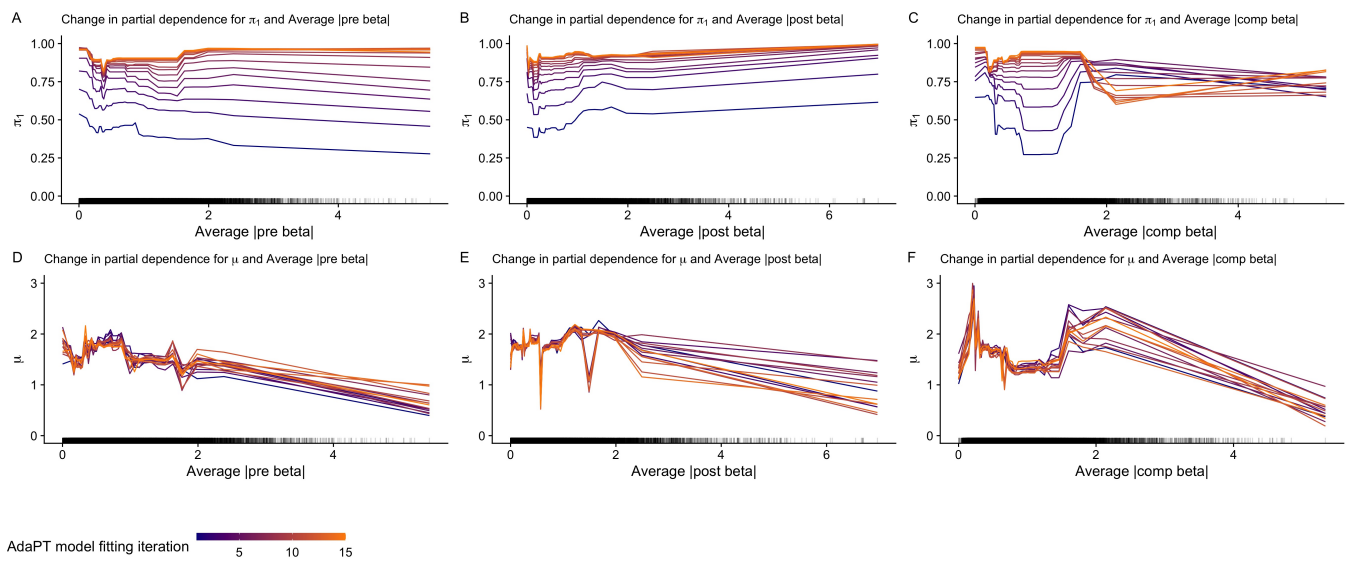 A
Change in partial dependence for π1 and Average |pre beta|
1.00
0.75
0.50
0.25
0.00
π1
0 2 4
Average |pre beta|
B
Change in partial dependence for π1 and Average |post beta|
1.00
0.75
0.50
0.25
0.00
π1
0 2 4 6
Average |post beta|
C
Change in partial dependence for π1 and Average |comp beta|
1.00
0.75
0.50
0.25
0.00
π1
0 2 4
Average |comp beta|
D
Change in partial dependence for μ and Average |pre beta|
3
2
1
0
μ
0 2 4
Average |pre beta|
E
Change in partial dependence for μ and Average |post beta|
3
2
1
0
μ
0 2 4 6
Average |post beta|
F
Change in partial dependence for μ and Average |comp beta|
3
2
1
0
μ
0 2 4
Average |comp beta|
AdaPT model fitting iteration
5 10 15